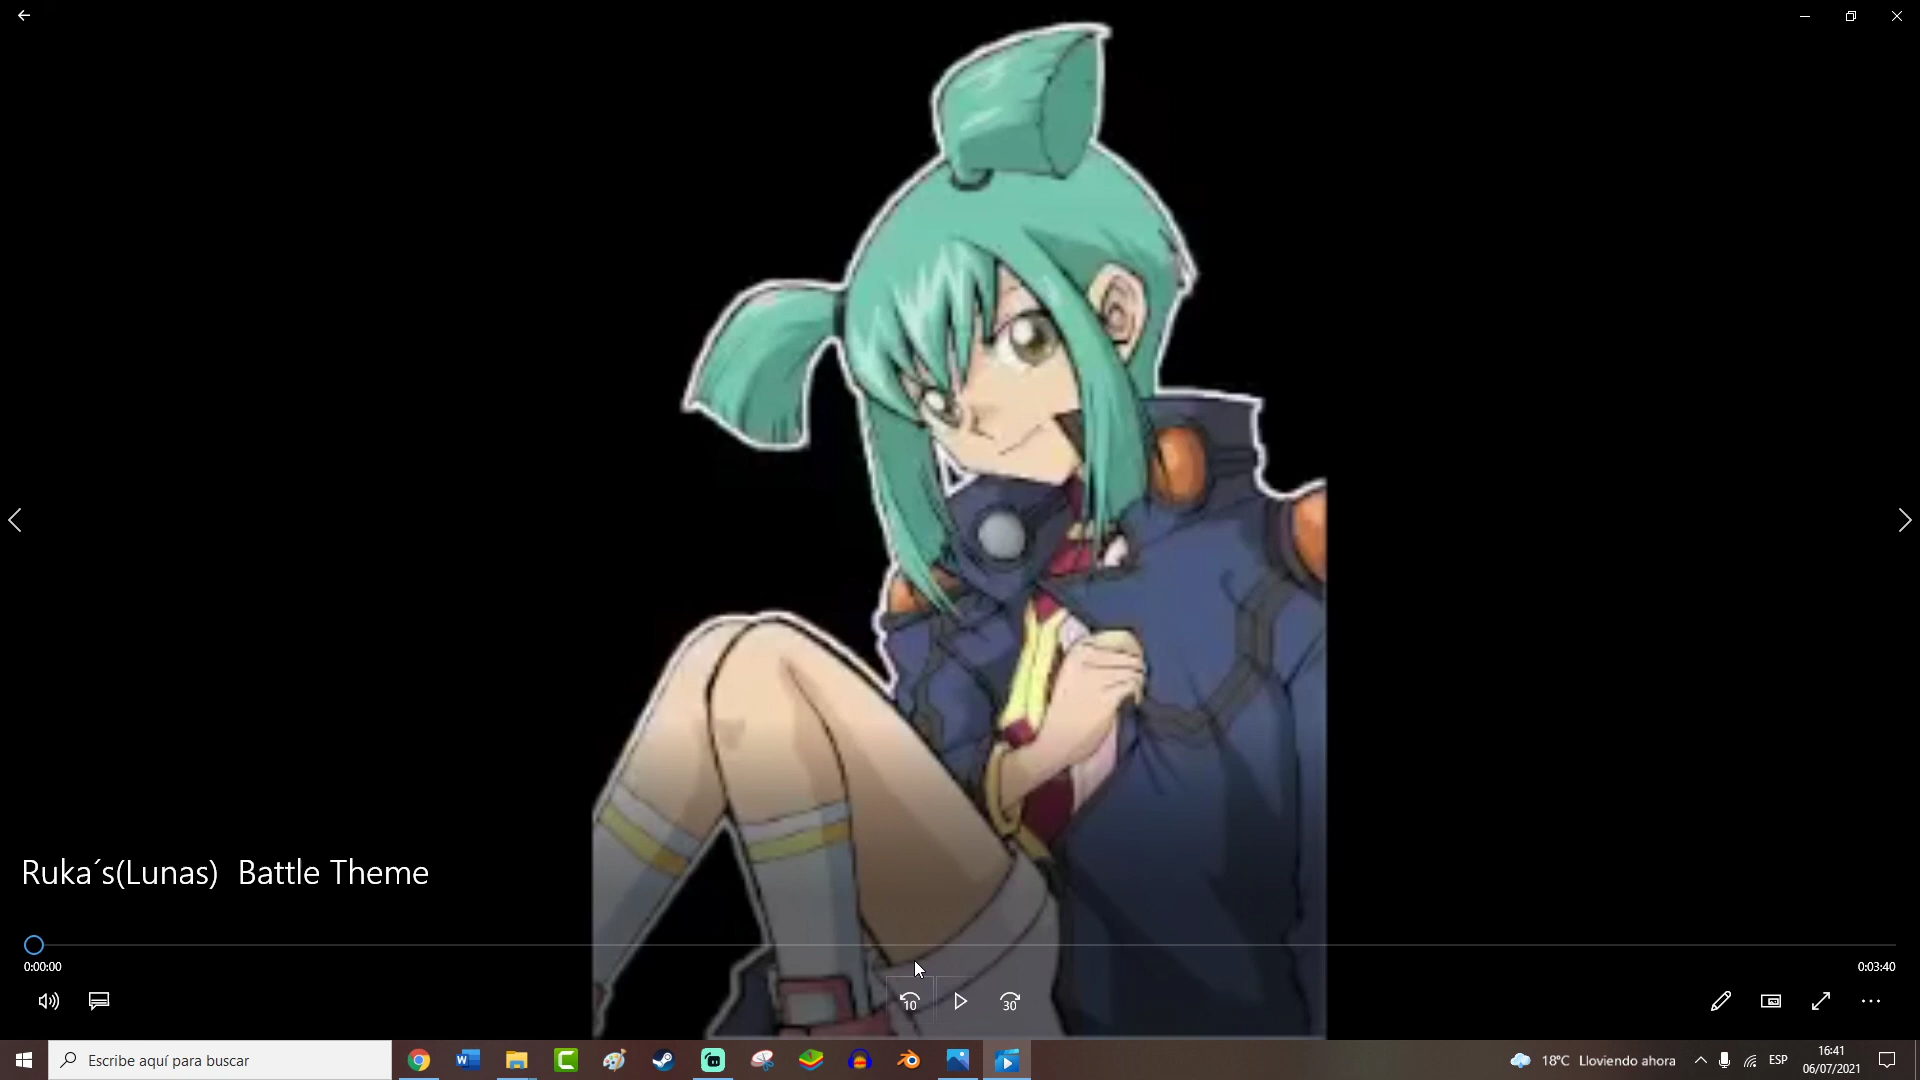 Ruka´s(Lunas)  Battle Theme
0:00:00
0:03:40
10
30
Escribe aquí para buscar
18°C Lloviendo ahora
ESP
16:41
06/07/2021